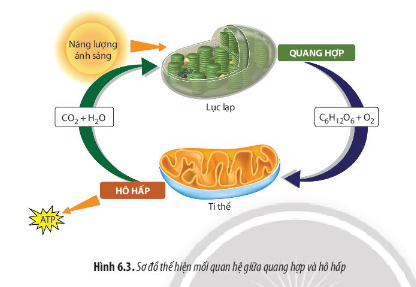 Năng lượng
ánh sáng
QUANG HỢP
Lục lạp
CO₂ + H₂O
C₆H₁₂O₆ + O₂
HÔ HẤP
Ti thể
ATP
Hình 6.3. Sơ đồ thể hiện mối quan hệ giữa quang hợp và hô hấp